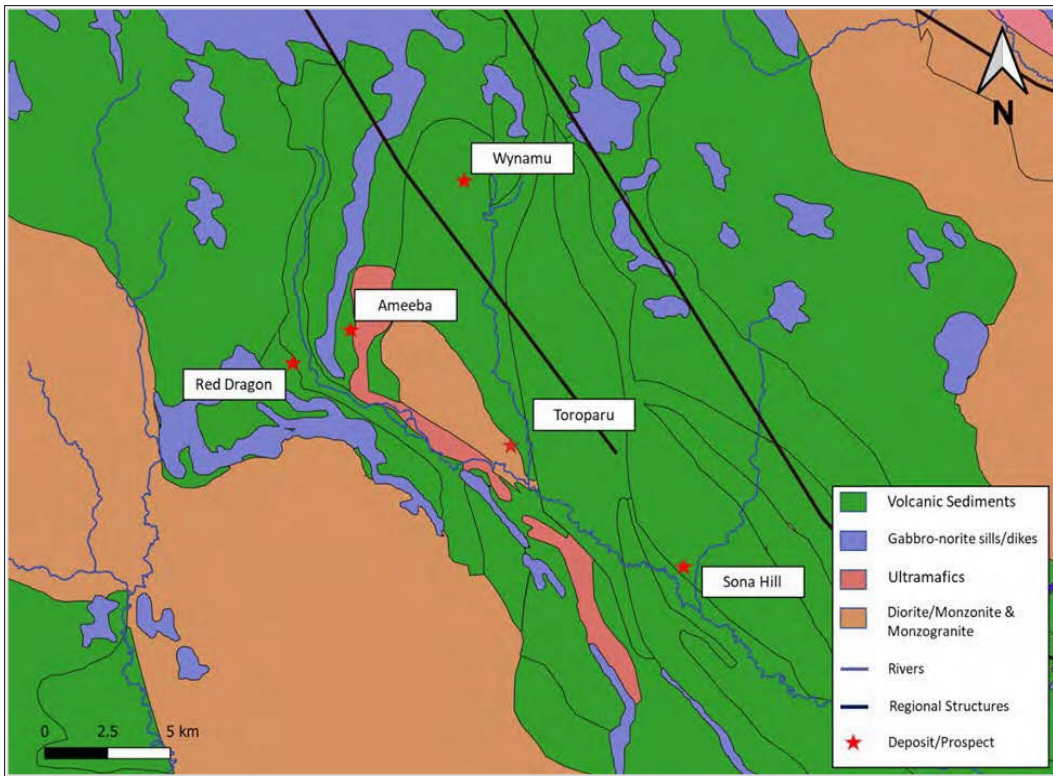 N
Wynamu
Ameeba
Red Dragon
Toroparu
Sona Hill
Volcanic Sediments
Gabbro-norite sills/dikes
Ultramafics
Diorite/Monzonite &
Monzogranite
Rivers
Regional Structures
Deposit/Prospect
0 2.5 5 km